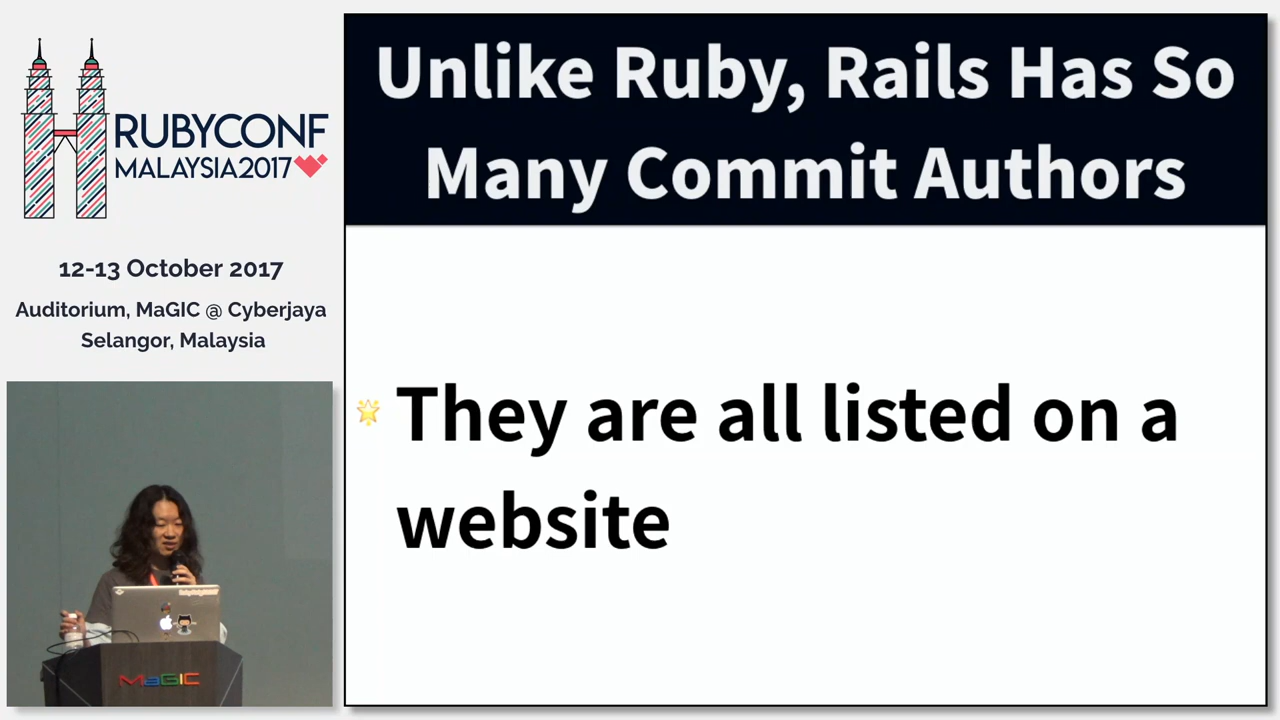 RUBYCONF
MALAYSIA2017
12-13 October 2017
Auditorium, MaGIC @ Cyberjaya
Selangor, Malaysia
MaGIC
Unlike Ruby, Rails Has So
Many Commit Authors
They are all listed on a
website